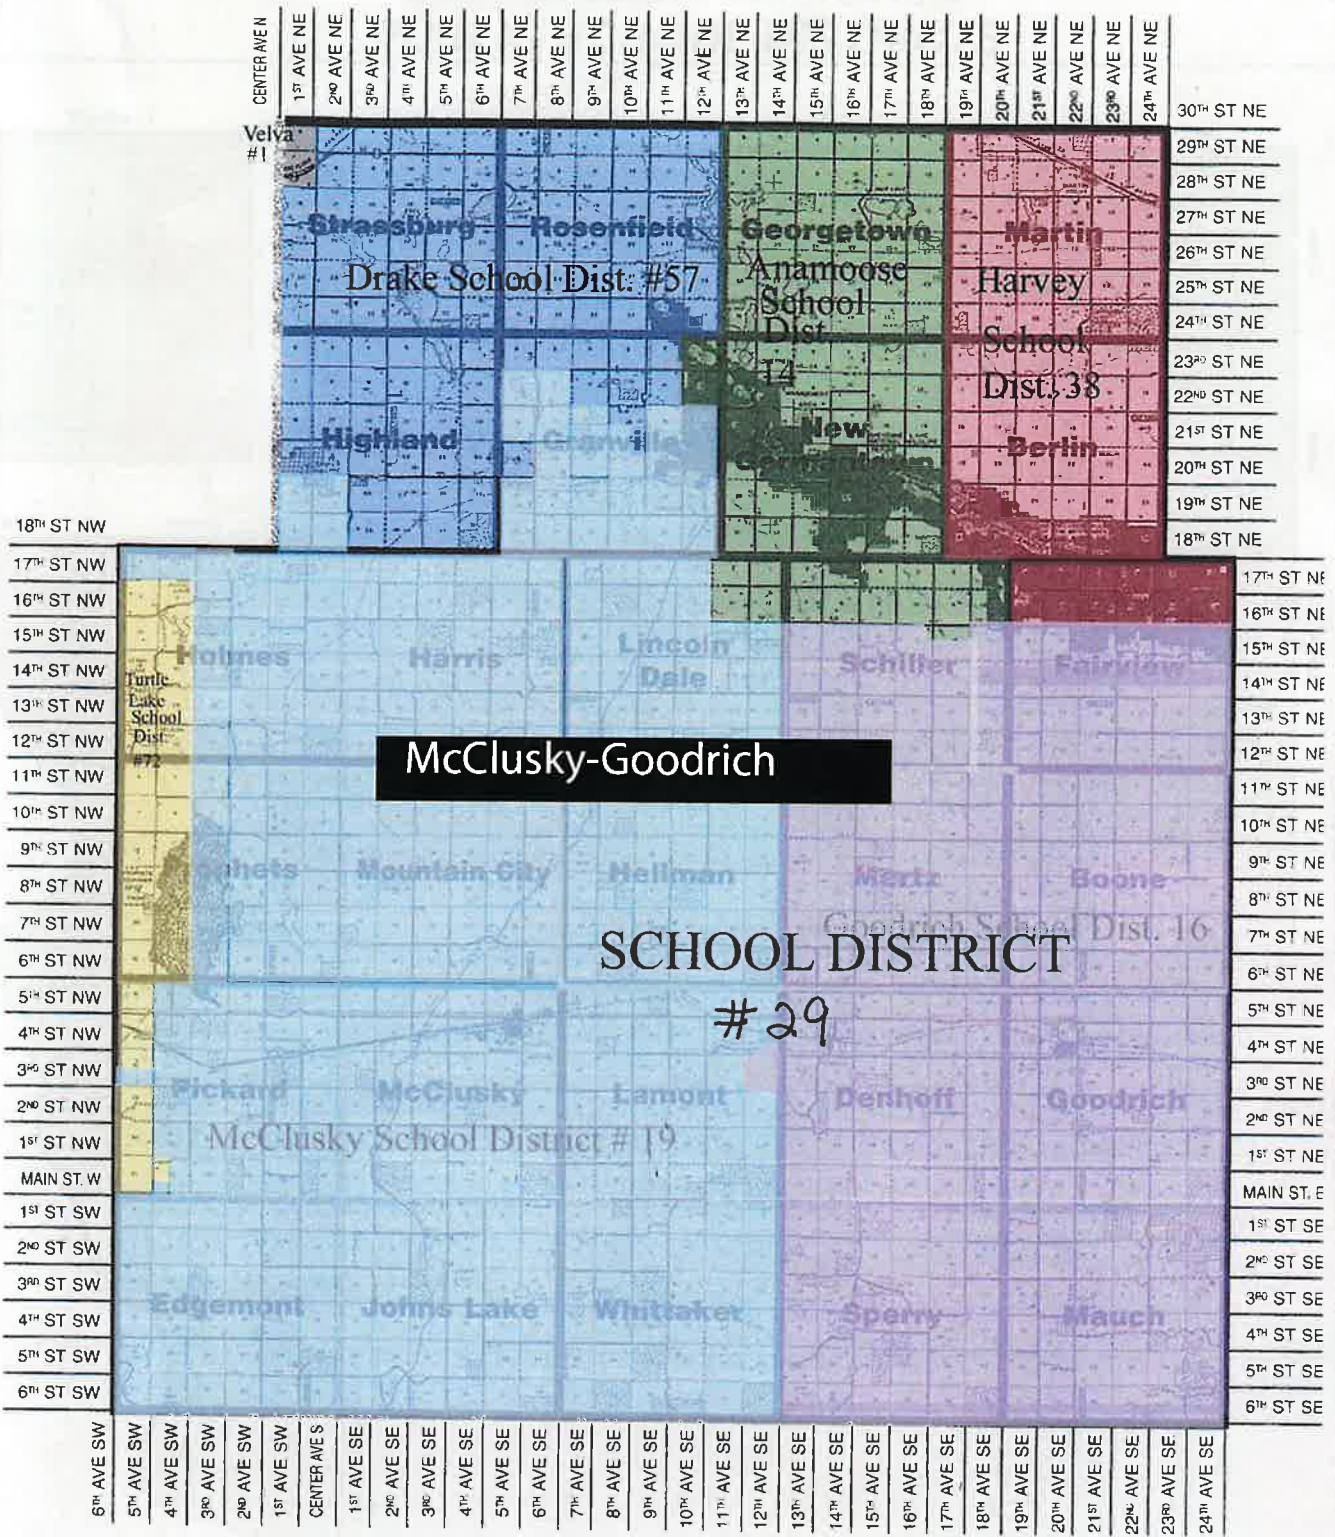 CENTER AVE N
1ST AVE NE
2ND AVE NE
3RD AVE NE
4TH AVE NE
5TH AVE NE
6TH AVE NE
7TH AVE NE
8TH AVE NE
9TH AVE NE
10TH AVE NE
11TH AVE NE
12TH AVE NE
13TH AVE NE
14TH AVE NE
15TH AVE NE
16TH AVE NE
17TH AVE NE
18TH AVE NE
19TH AVE NE
20TH AVE NE
21ST AVE NE
22ND AVE NE
23RD AVE NE
24TH AVE NE
30TH ST NE
29TH ST NE
28TH ST NE
27TH ST NE
26TH ST NE
25TH ST NE
24TH ST NE
23RD ST NE
22ND ST NE
21ST ST NE
20TH ST NE
19TH ST NE
18TH ST NE
Velva
#1
Strassburg
Rosenfield
Georgetown
Martin
Drake School Dist. #57
Anamoose
School
Dist.
14
Harvey
School
Dist. 38
Highland
Granville
New
Germantown
Berlin
18TH ST NW
17TH ST NW
16TH ST NW
15TH ST NW
14TH ST NW
13TH ST NW
12TH ST NW
11TH ST NW
10TH ST NW
9TH ST NW
8TH ST NW
7TH ST NW
6TH ST NW
5TH ST NW
4TH ST NW
3RD ST NW
2ND ST NW
1ST ST NW
MAIN ST. W
1ST ST SW
2ND ST SW
3RD ST SW
4TH ST SW
5TH ST SW
6TH ST SW
17TH ST NE
16TH ST NE
15TH ST NE
14TH ST NE
13TH ST NE
12TH ST NE
11TH ST NE
10TH ST NE
9TH ST NE
8TH ST NE
7TH ST NE
6TH ST NE
5TH ST NE
4TH ST NE
3RD ST NE
2ND ST NE
1ST ST NE
MAIN ST. E
1ST ST SE
2ND ST SE
3RD ST SE
4TH ST SE
5TH ST SE
6TH ST SE
Holmes
Harris
Lincoln
Dale
Schiller
Fairview
Turtle
Lake
School
Dist.
#72
McClusky-Goodrich
Prophets
Mountain City
Hellman
Mertz
Boone
Goodrich School Dist. 16
SCHOOL DISTRICT
#29
Pickard
McClusky
Lamont
Denhoff
Goodrich
McClusky School District # 19
Edgemont
Johns Lake
Whittaker
Sperry
Mauch
6TH AVE SW
5TH AVE SW
4TH AVE SW
3RD AVE SW
2ND AVE SW
1ST AVE SW
CENTER AVE S
1ST AVE SE
2ND AVE SE
3RD AVE SE
4TH AVE SE
5TH AVE SE
6TH AVE SE
7TH AVE SE
8TH AVE SE
9TH AVE SE
10TH AVE SE
11TH AVE SE
12TH AVE SE
13TH AVE SE
14TH AVE SE
15TH AVE SE
16TH AVE SE
17TH AVE SE
18TH AVE SE
19TH AVE SE
20TH AVE SE
21ST AVE SE
22ND AVE SE
23RD AVE SE
24TH AVE SE